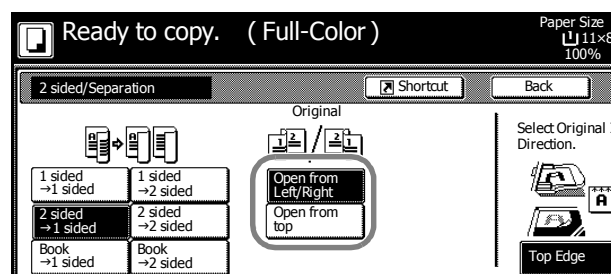 Ready to copy. ( Full-Color )
Paper Size
11×8
100%
2 sided/Separation
Shortcut
Back
Original
Select Original
Direction.
1 sided
→1 sided
1 sided
→2 sided
Open from
Left/Right
2 sided
→1 sided
2 sided
→2 sided
Open from
top
Book
→1 sided
Book
→2 sided
Top Edge